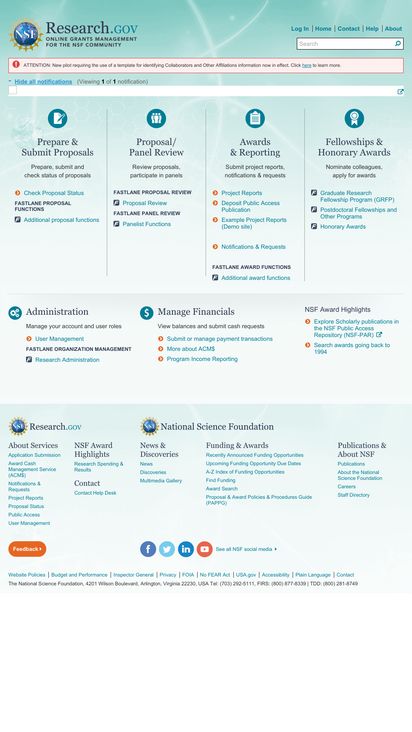 NSF
Research.gov
ONLINE GRANTS MANAGEMENT
FOR THE NSF COMMUNITY
Log In | Home | Contact | Help | About
Search
ATTENTION: New pilot requiring the use of a template for identifying Collaborators and Other Affiliations information now in effect. Click here to learn more.
Hide all notifications (Viewing 1 of 1 notification)
Prepare &
Submit Proposals
Prepare, submit and
check status of proposals
Check Proposal Status
FASTLANE PROPOSAL
FUNCTIONS
Additional proposal functions
Proposal/
Panel Review
Review proposals,
participate in panels
FASTLANE PROPOSAL REVIEW
Proposal Review
FASTLANE PANEL REVIEW
Panelist Functions
Awards
& Reporting
Submit project reports,
notifications & requests
Project Reports
Deposit Public Access
Publication
Example Project Reports
(Demo site)
Notifications & Requests
FASTLANE AWARD FUNCTIONS
Additional award functions
Fellowships &
Honorary Awards
Nominate colleagues,
apply for awards
Graduate Research
Fellowship Program (GRFP)
Postdoctoral Fellowships and
Other Programs
Honorary Awards
Administration
Manage your account and user roles
User Management
FASTLANE ORGANIZATION MANAGEMENT
Research Administration
Manage Financials
View balances and submit cash requests
Submit or manage payment transactions
More about ACM$
Program Income Reporting
NSF Award Highlights
Explore Scholarly publications in
the NSF Public Access
Repository (NSF-PAR)
Search awards going back to
1994
NSF
Research.gov
About Services
Application Submission
Award Cash
Management Service
(ACM$)
Notifications &
Requests
Project Reports
Proposal Status
Public Access
User Management
NSF Award
Highlights
Research Spending &
Results
Contact
Contact Help Desk
NSF
National Science Foundation
News &
Discoveries
News
Discoveries
Multimedia Gallery
Funding & Awards
Recently Announced Funding Opportunities
Upcoming Funding Opportunity Due Dates
A-Z Index of Funding Opportunities
Find Funding
Award Search
Proposal & Award Policies & Procedures Guide
(PAPPG)
Publications &
About NSF
Publications
About the National
Science Foundation
Careers
Staff Directory
Feedback
See all NSF social media
Website Policies | Budget and Performance | Inspector General | Privacy | FOIA | No FEAR Act | USA.gov | Accessibility | Plain Language | Contact
The National Science Foundation, 4201 Wilson Boulevard, Arlington, Virginia 22230, USA Tel: (703) 292-5111, FIRS: (800) 877-8339 | TDD: (800) 281-8749